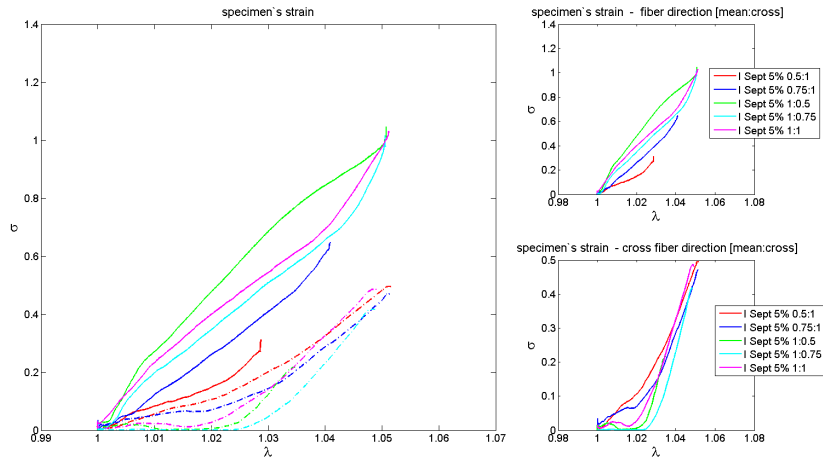 specimen`s strain
1.4
1.2
1
0.8
0.6
0.4
0.2
0
σ
0.99 1 1.01 1.02 1.03 1.04 1.05 1.06 1.07
λ
specimen`s strain - fiber direction [mean:cross]
1.4
1.2
1
0.8
0.6
0.4
0.2
0
σ
0.98 1 1.02 1.04 1.06 1.08
λ
I Sept 5% 0.5:1
I Sept 5% 0.75:1
I Sept 5% 1:0.5
I Sept 5% 1:0.75
I Sept 5% 1:1
specimen`s strain - cross fiber direction [mean:cross]
0.5
0.4
0.3
0.2
0.1
0
σ
0.98 1 1.02 1.04 1.06 1.08
λ
I Sept 5% 0.5:1
I Sept 5% 0.75:1
I Sept 5% 1:0.5
I Sept 5% 1:0.75
I Sept 5% 1:1